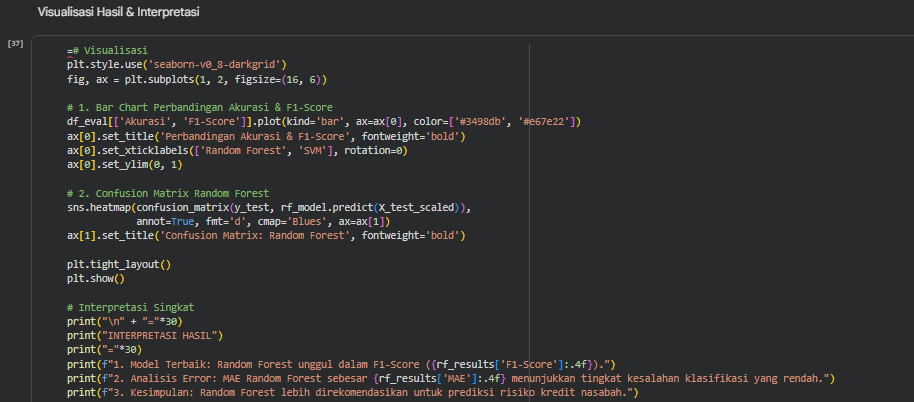 Visualisasi Hasil & Interpretasi
[37]
=# Visualisasi
plt.style.use('seaborn-v0_8-darkgrid')
fig, ax = plt.subplots(1, 2, figsize=(16, 6))
# 1. Bar Chart Perbandingan Akurasi & F1-Score
df_eval[['Akurasi', 'F1-Score']].plot(kind='bar', ax=ax[0], color=['#3498db', '#e67e22'])
ax[0].set_title('Perbandingan Akurasi & F1-Score', fontweight='bold')
ax[0].set_xticklabels(['Random Forest', 'SVM'], rotation=0)
ax[0].set_ylim(0, 1)
# 2. Confusion Matrix Random Forest
sns.heatmap(confusion_matrix(y_test, rf_model.predict(X_test_scaled)),
annot=True, fmt='d', cmap='Blues', ax=ax[1])
ax[1].set_title('Confusion Matrix: Random Forest', fontweight='bold')
plt.tight_layout()
plt.show()
# Interpretasi Singkat
print("\n" + "="*30)
print("INTERPRETASI HASIL")
print("="*30)
print(f"1. Model Terbaik: Random Forest unggul dalam F1-Score ({rf_results['F1-Score']:.4f}).")
print(f"2. Analisis Error: MAE Random Forest sebesar {rf_results['MAE']:.4f} menunjukkan tingkat kesalahan klasifikasi yang rendah.")
print(f"3. Kesimpulan: Random Forest lebih direkomendasikan untuk prediksi risiko kredit nasabah.")